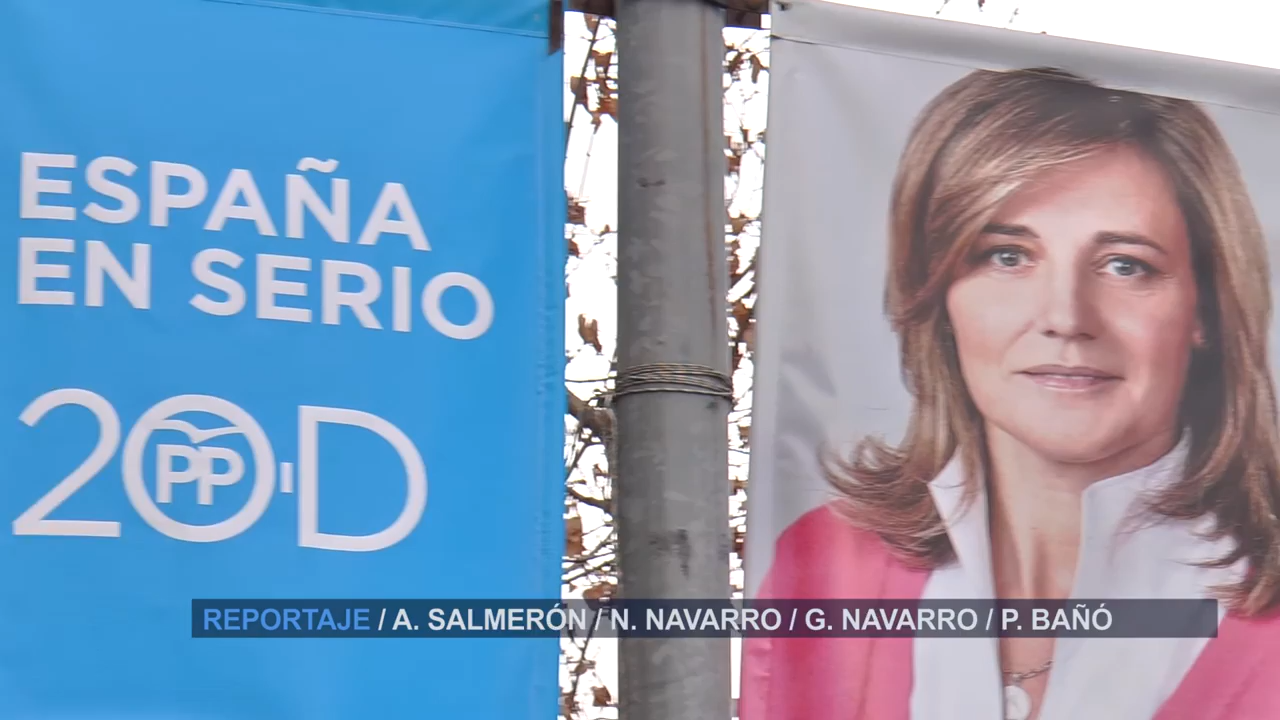 ESPAÑA
EN SERIO
20-D
PP
REPORTAJE / A. SALMERÓN / N. NAVARRO / G. NAVARRO / P. BAÑÓ